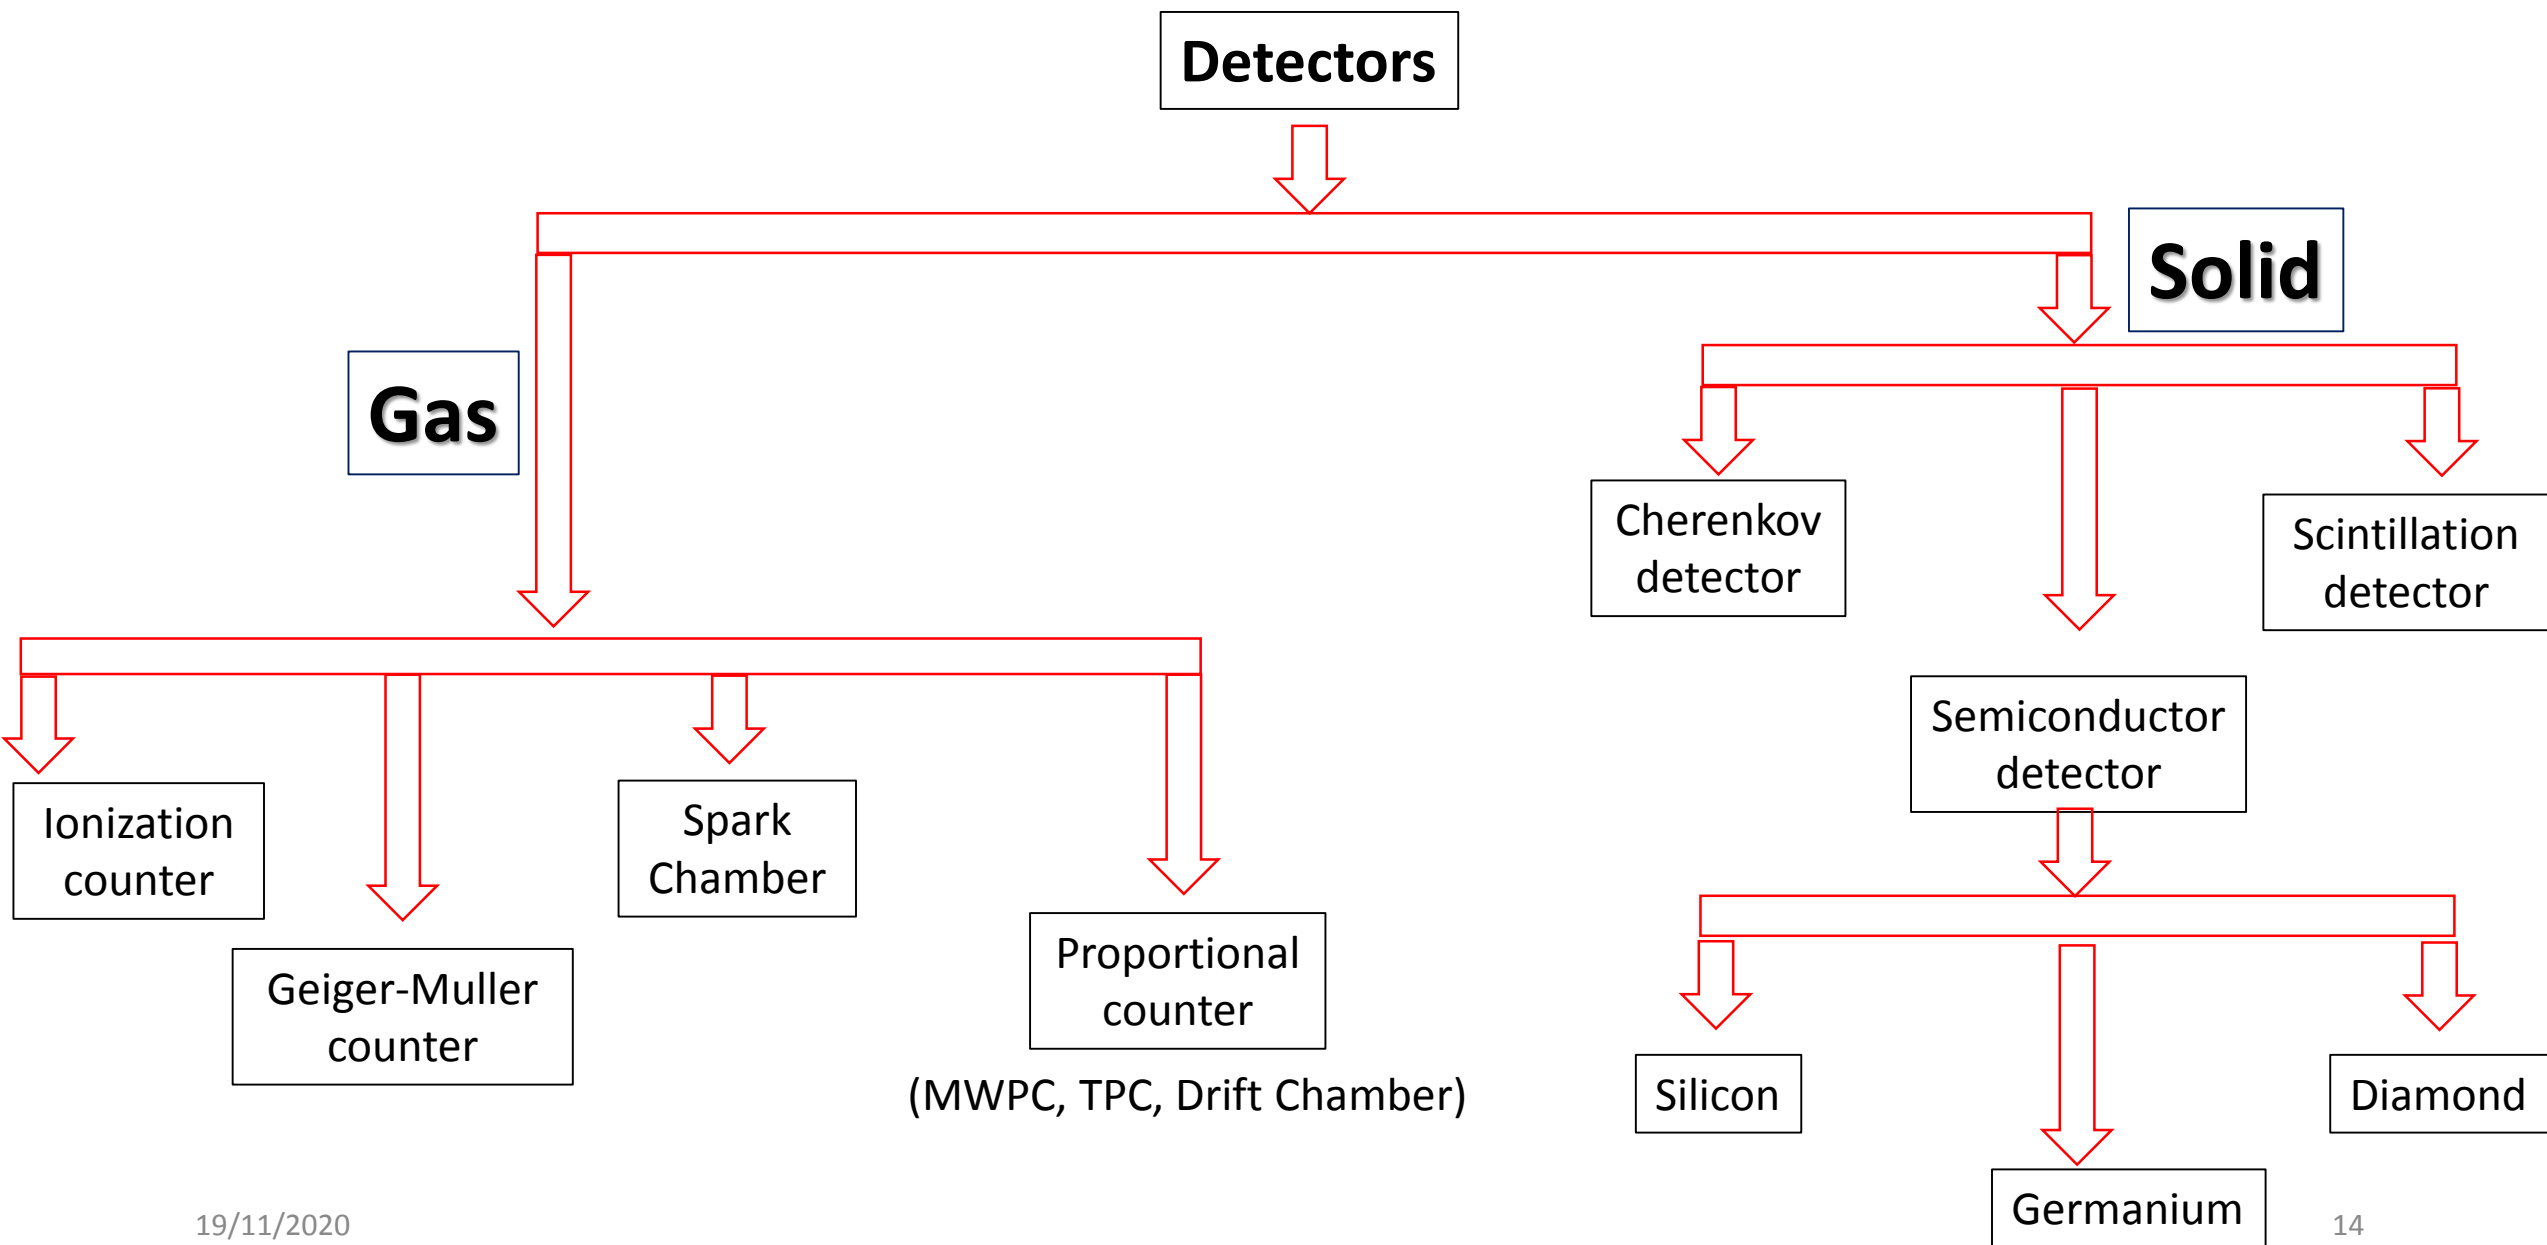 Detectors
Solid
Gas
Cherenkov
detector
Scintillation
detector
Semiconductor
detector
Ionization
counter
Spark
Chamber
Geiger-Muller
counter
Proportional
counter
(MWPC, TPC, Drift Chamber)
Silicon
Diamond
Germanium
19/11/2020
14